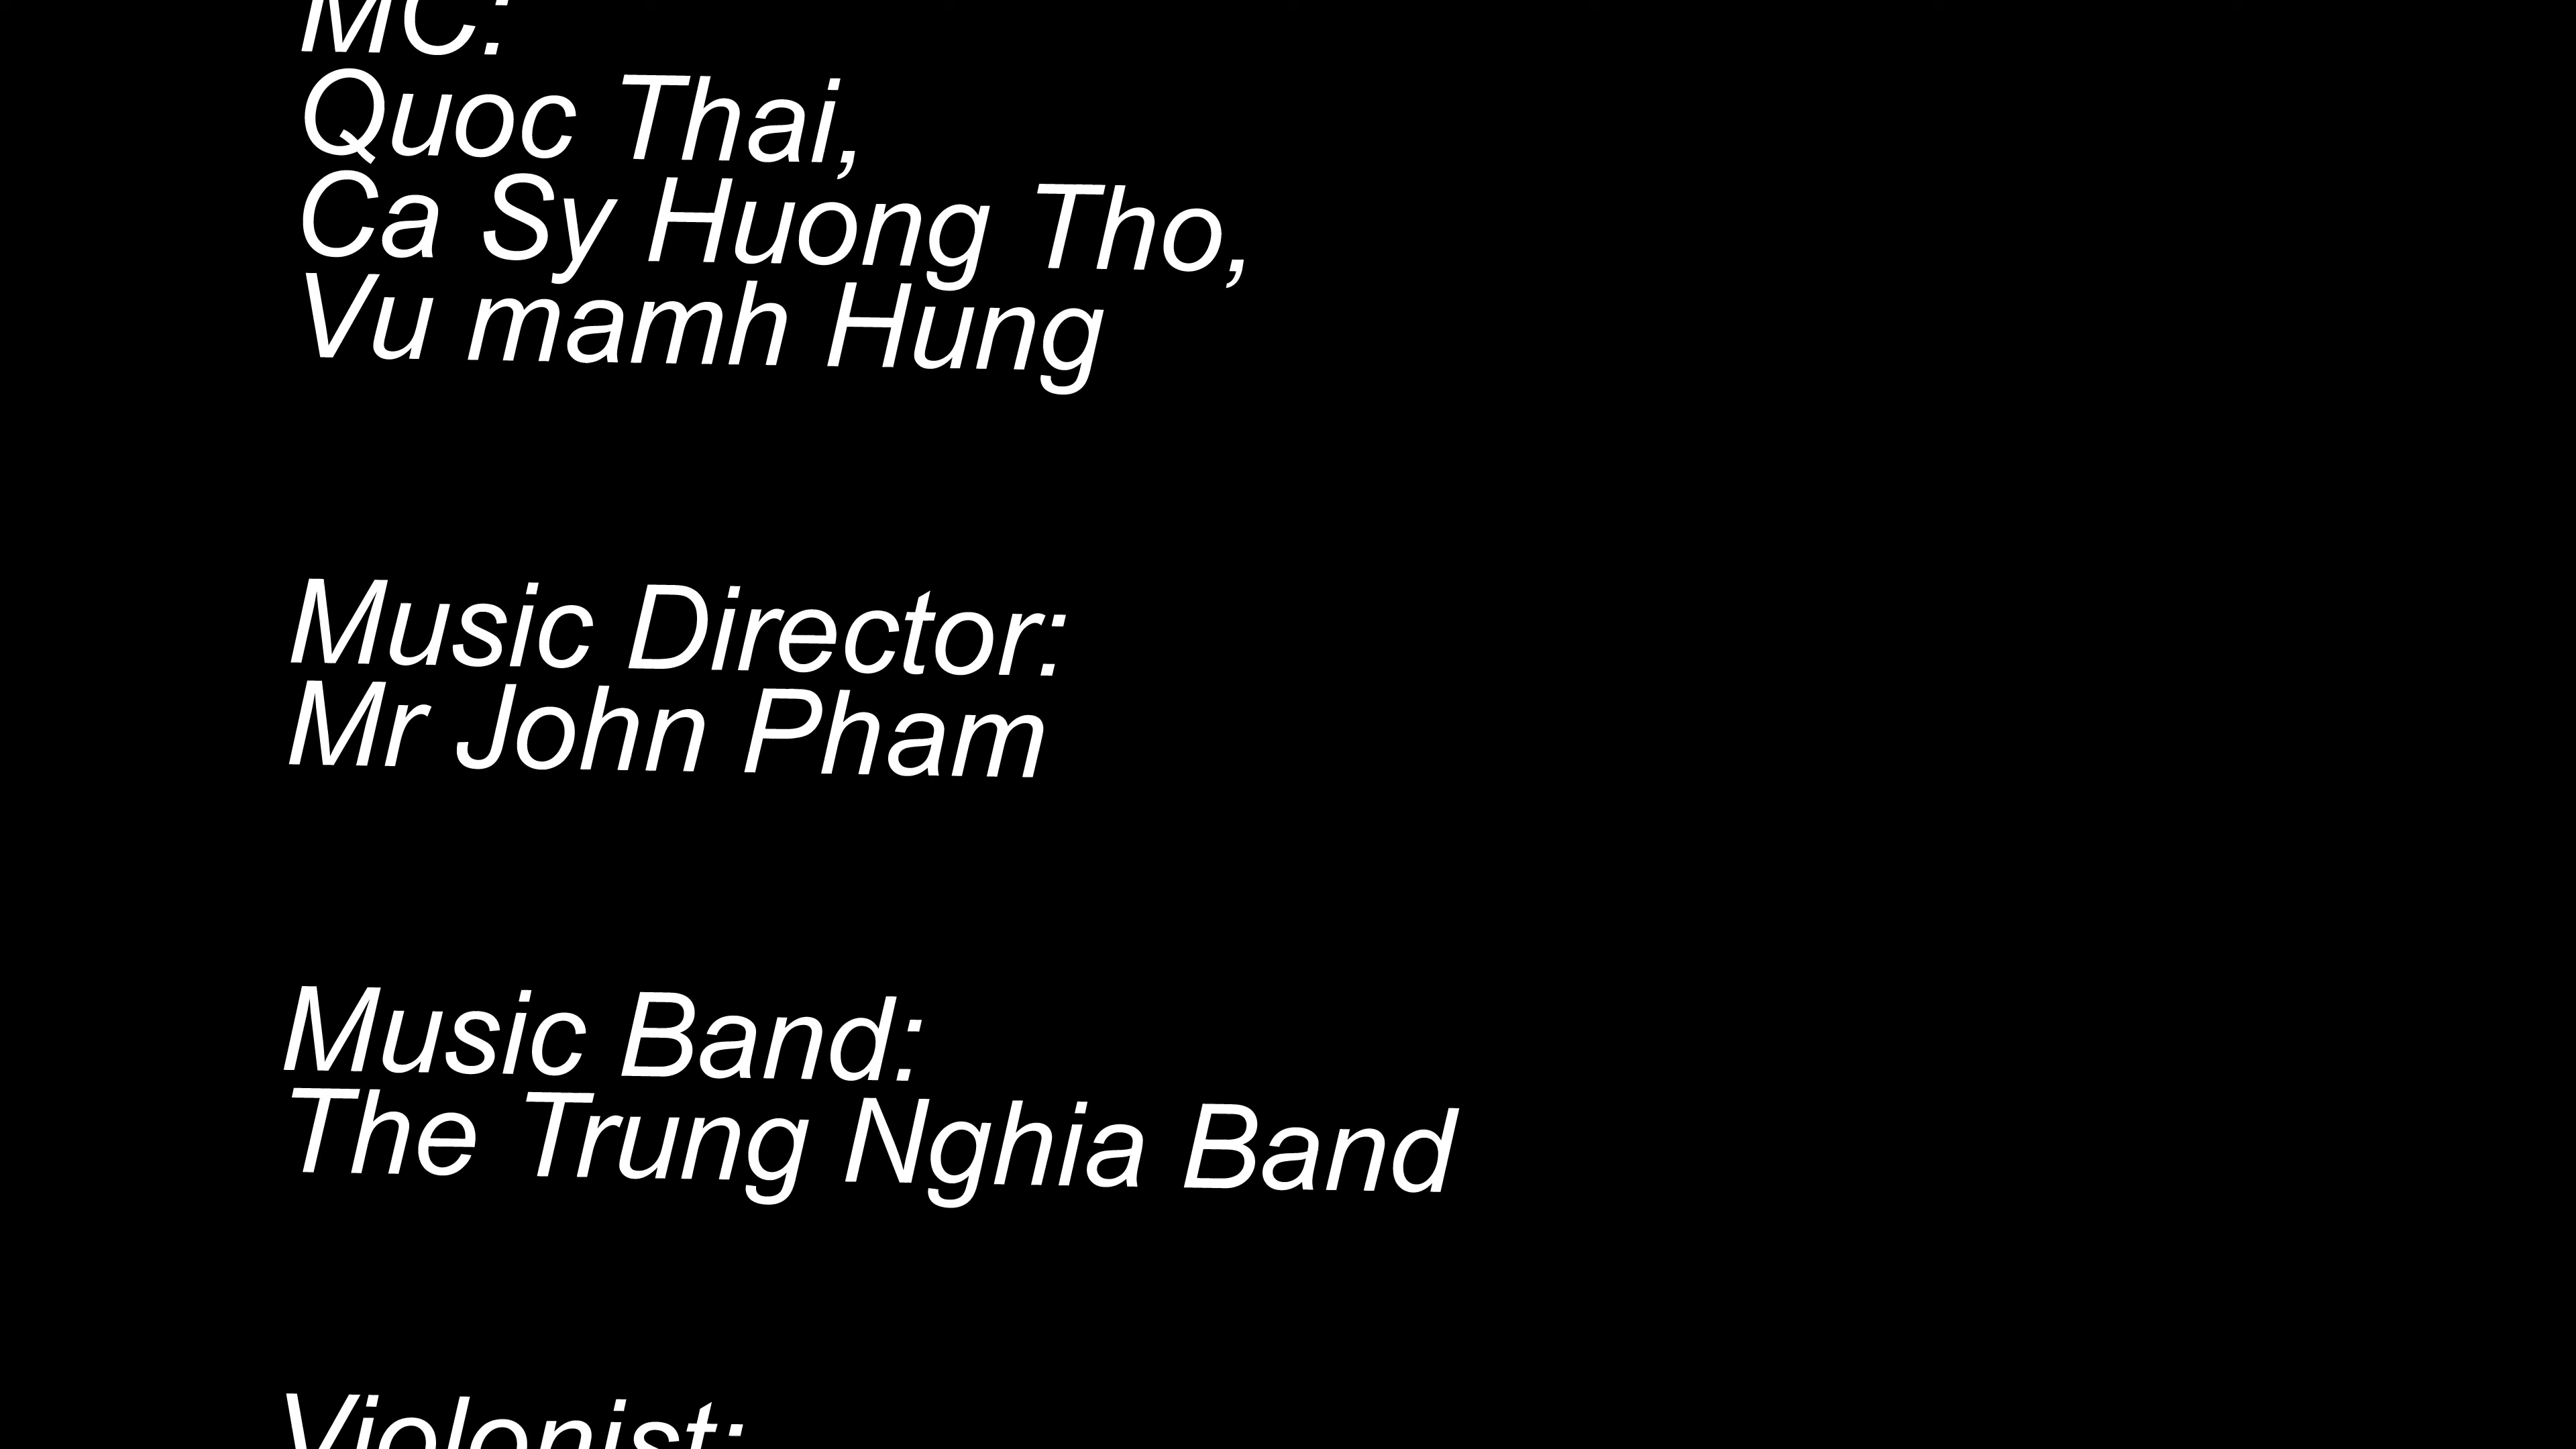 MC:
Quoc Thai,
Ca Sy Huong Tho,
Vu mamh Hung
Music Director:
Mr John Pham
Music Band:
The Trung Nghia Band
Violonist: